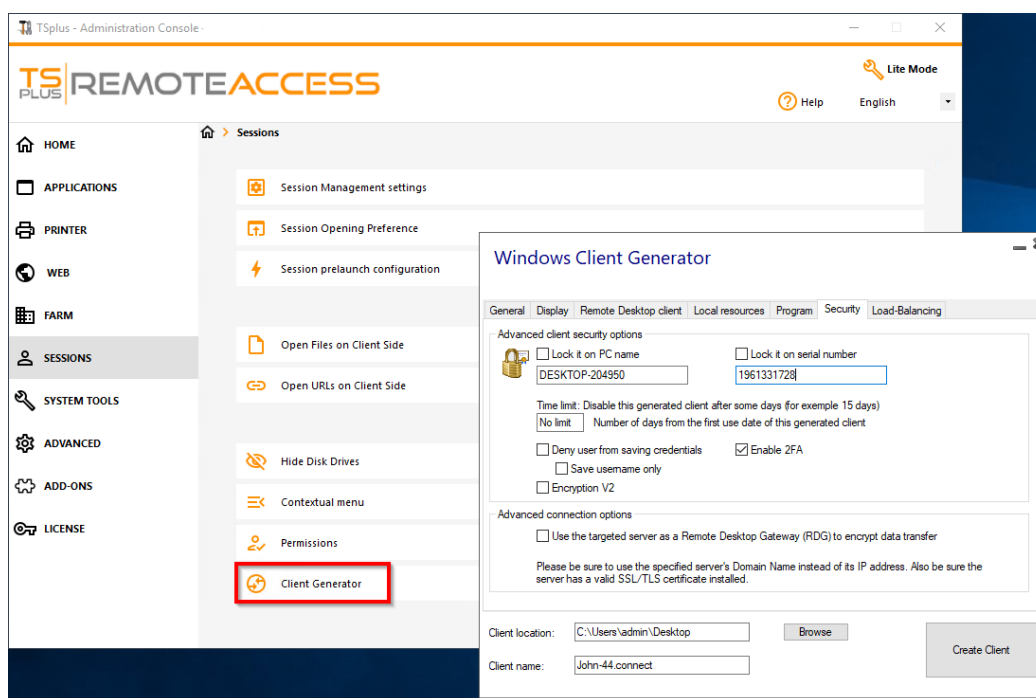 TSplus - Administration Console -
TS PLUS REMOTEACCESS
Lite Mode
Help
English
HOME
APPLICATIONS
PRINTER
WEB
FARM
SESSIONS
SYSTEM TOOLS
ADVANCED
ADD-ONS
LICENSE
Sessions
Session Management settings
Session Opening Preference
Session prelaunch configuration
Open Files on Client Side
Open URLs on Client Side
Hide Disk Drives
Contextual menu
Permissions
Client Generator
Windows Client Generator
General Display Remote Desktop client Local resources Program Security Load-Balancing
Advanced client security options
Lock it on PC name
Lock it on serial number
DESKTOP-204950
1961331728
Time limit: Disable this generated client after some days (for exemple 15 days)
No limit Number of days from the first use date of this generated client
Deny user from saving credentials
Enable 2FA
Save username only
Encryption V2
Advanced connection options
Use the targeted server as a Remote Desktop Gateway (RDG) to encrypt data transfer
Please be sure to use the specified server's Domain Name instead of its IP address. Also be sure the
server has a valid SSL/TLS certificate installed.
Client location: C:\Users\admin\Desktop Browse
Create Client
Client name: John-44.connect